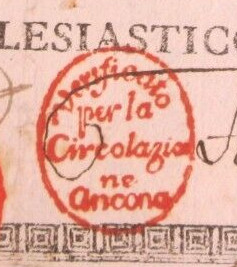 LESIASTICO
Verificato
per la
Circolazio
ne
Ancona